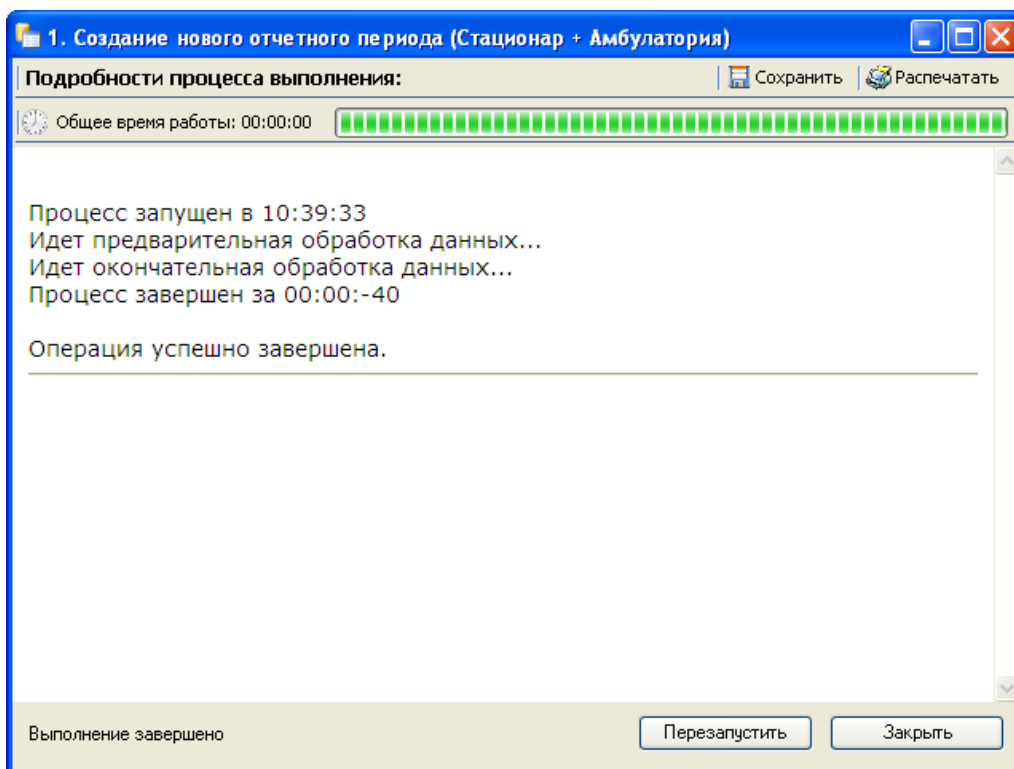 1. Создание нового отчетного периода (Стационар + Амбулатория)
Подробности процесса выполнения:
Сохранить
Распечатать
Общее время работы: 00:00:00
Процесс запущен в 10:39:33
Идет предварительная обработка данных...
Идет окончательная обработка данных...
Процесс завершен за 00:00:-40
Операция успешно завершена.
Выполнение завершено
Перезапустить
Закрыть